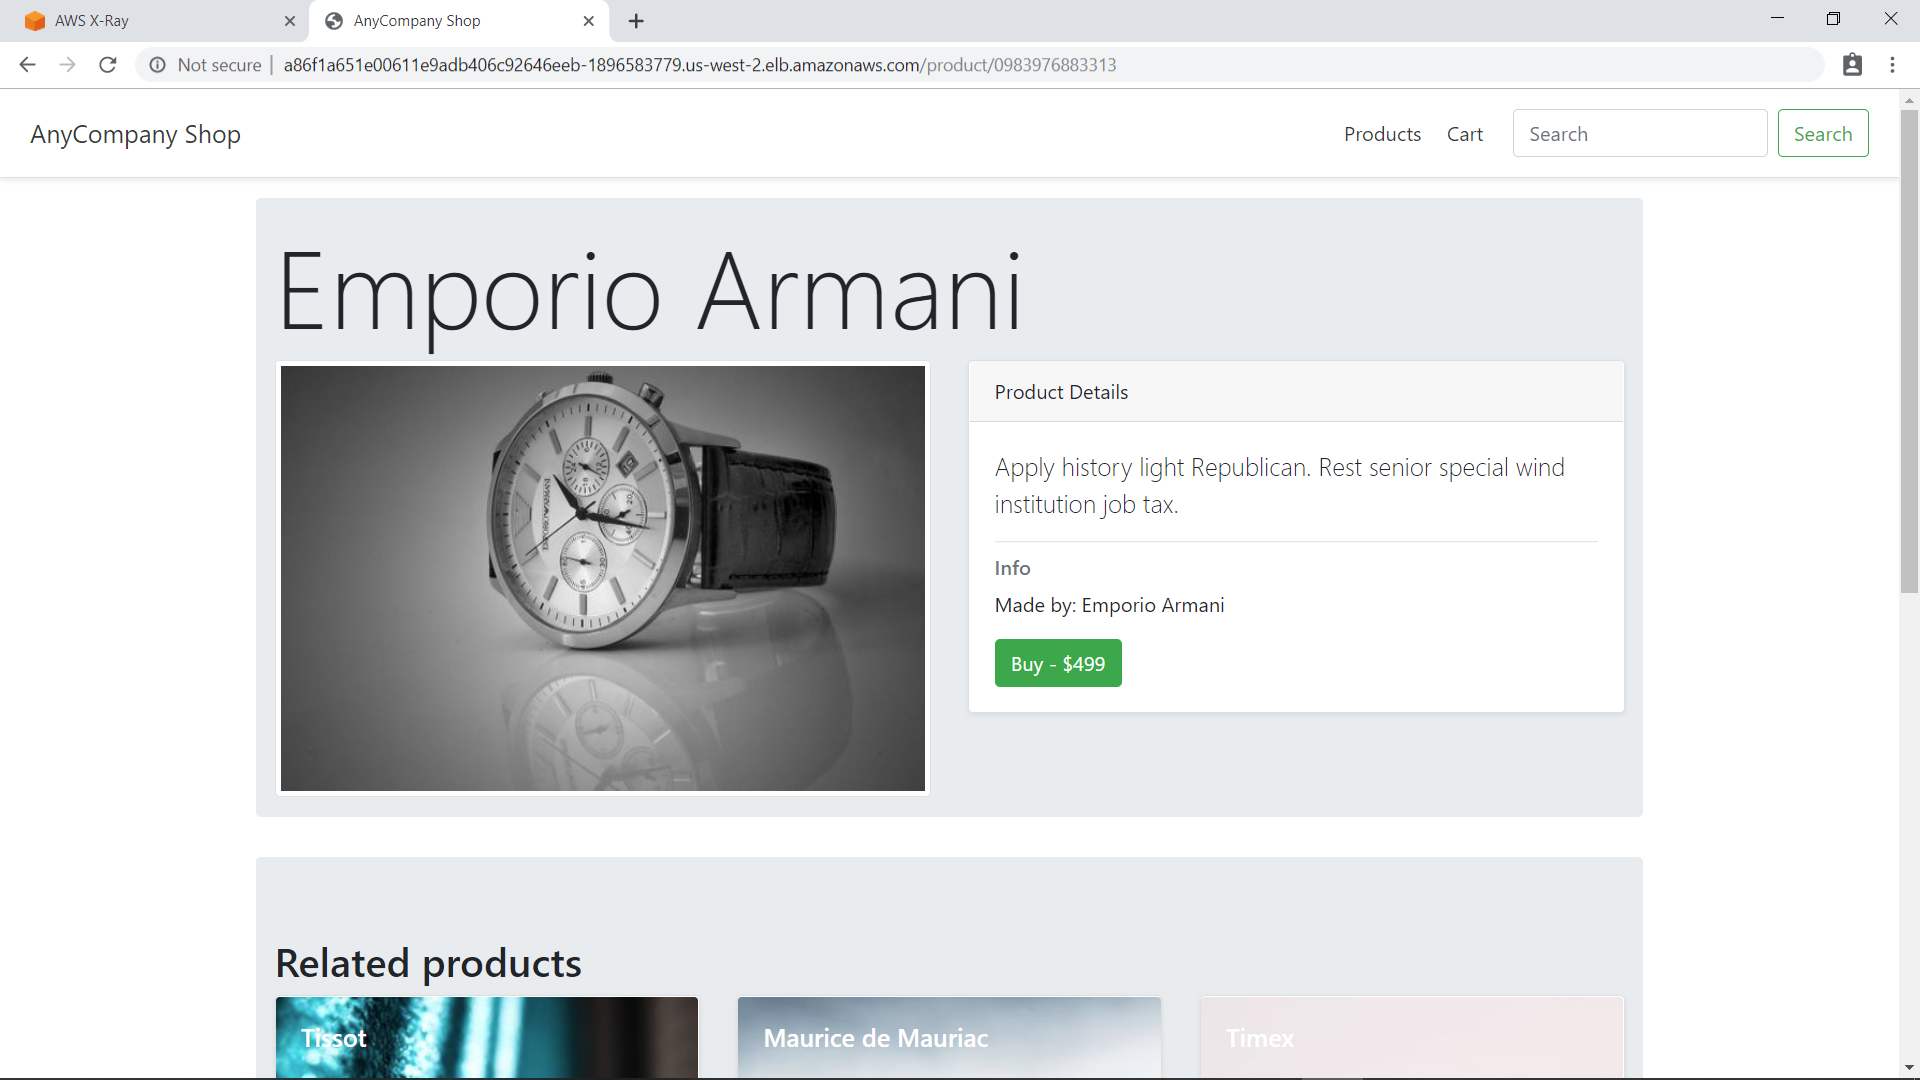 AWS X-Ray
AnyCompany Shop
Not secure
a86f1a651e00611e9adb406c92646eeb-1896583779.us-west-2.elb.amazonaws.com/product/0983976883313
AnyCompany Shop
Products
Cart
Search
Search
Emporio Armani
Product Details
Apply history light Republican. Rest senior special wind
institution job tax.
Info
Made by: Emporio Armani
Buy - $499
Related products
Tissot
Maurice de Mauriac
Timex